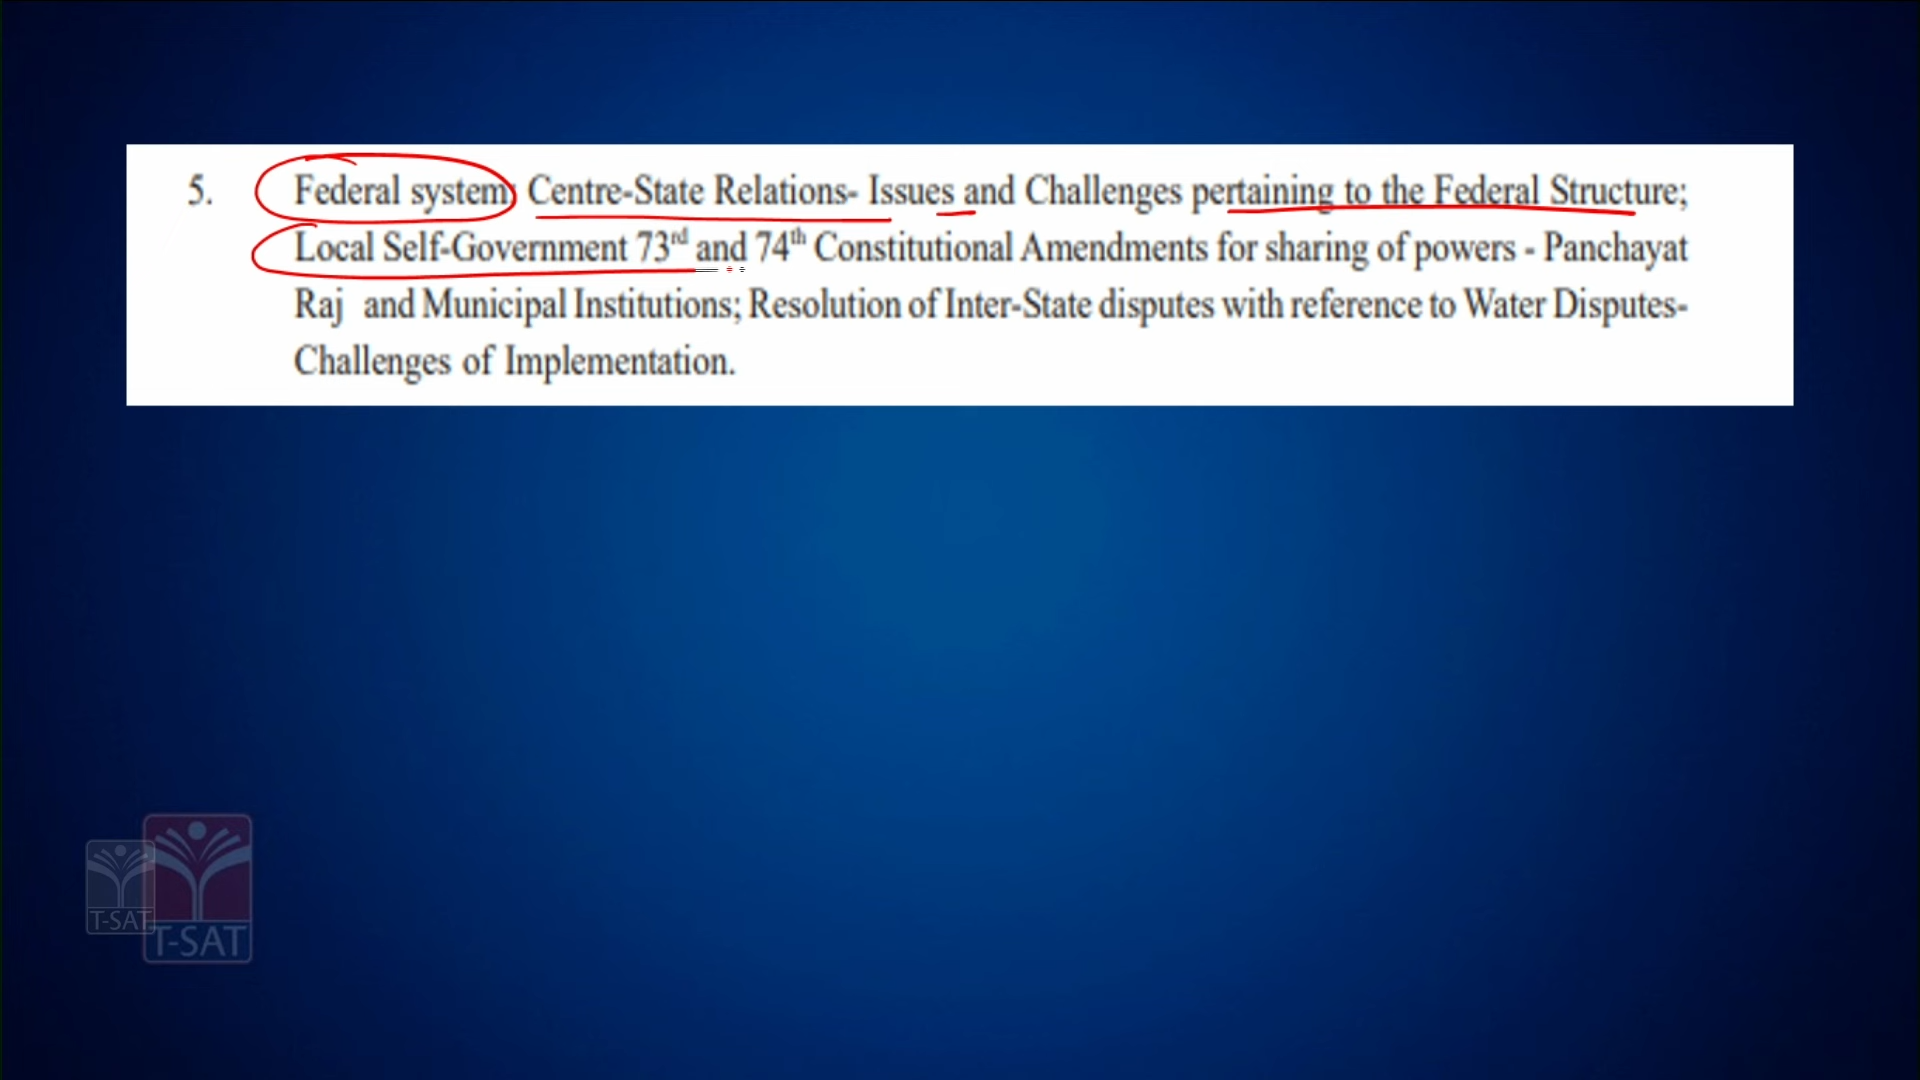 5. Federal system; Centre-State Relations- Issues and Challenges pertaining to the Federal Structure;
Local Self-Government 73rd and 74th Constitutional Amendments for sharing of powers - Panchayat
Raj and Municipal Institutions; Resolution of Inter-State disputes with reference to Water Disputes-
Challenges of Implementation.
T-SAT
T-SAT